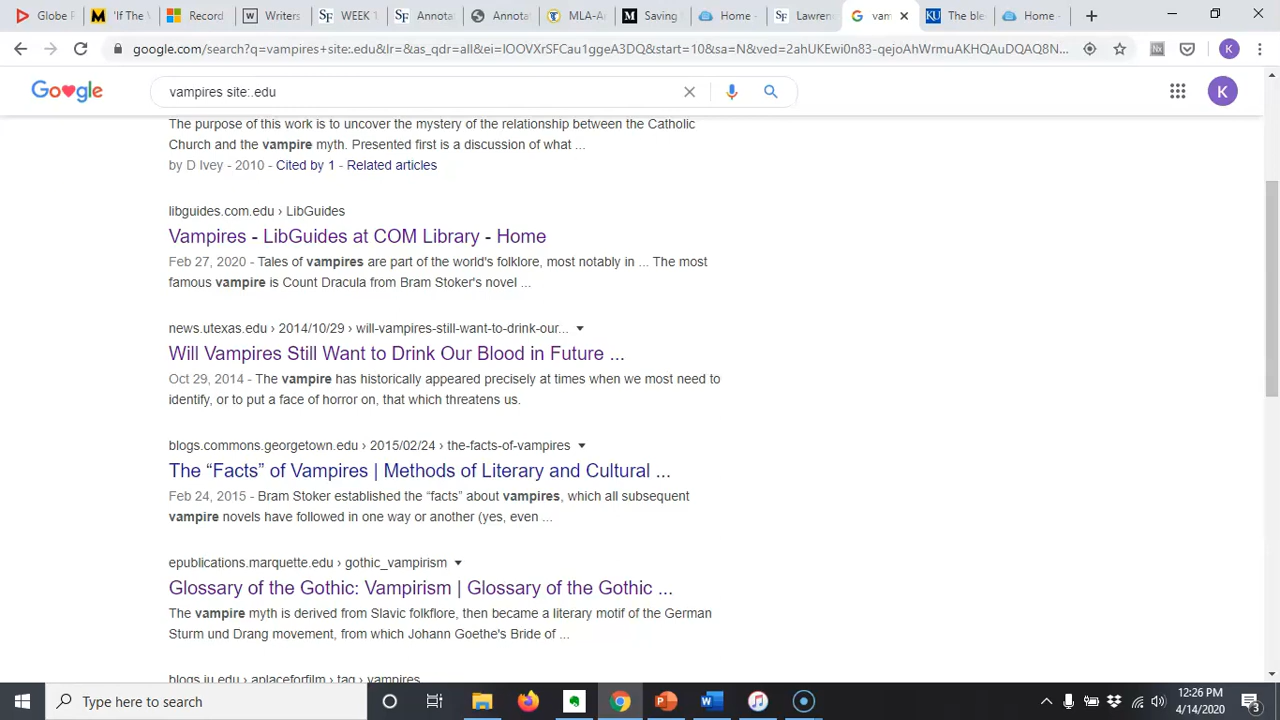 Globe P
'If The V
Record
Writers
WEEK 1
Annotat
Annota
MLA-A
Saving
Home -
Lawrenc
vam
The ble
Home -
google.com/search?q=vampires+site:.edu&lr=&as_qdr=all&ei=IOOVXrSFCau1ggeA3DQ&start=10&sa=N&ved=2ahUKEwi0n83-qejoAhWrmuAKHQAuDQAQ8N...
K
Google
vampires site:.edu
K
The purpose of this work is to uncover the mystery of the relationship between the Catholic
Church and the vampire myth. Presented first is a discussion of what ...
by D Ivey - 2010 - Cited by 1 - Related articles
libguides.com.edu › LibGuides
Vampires - LibGuides at COM Library - Home
Feb 27, 2020 - Tales of vampires are part of the world's folklore, most notably in ... The most
famous vampire is Count Dracula from Bram Stoker's novel ...
news.utexas.edu › 2014/10/29 › will-vampires-still-want-to-drink-our...
Will Vampires Still Want to Drink Our Blood in Future ...
Oct 29, 2014 - The vampire has historically appeared precisely at times when we most need to
identify, or to put a face of horror on, that which threatens us.
blogs.commons.georgetown.edu › 2015/02/24 › the-facts-of-vampires
The “Facts” of Vampires | Methods of Literary and Cultural ...
Feb 24, 2015 - Bram Stoker established the “facts” about vampires, which all subsequent
vampire novels have followed in one way or another (yes, even ...
epublications.marquette.edu › gothic_vampirism
Glossary of the Gothic: Vampirism | Glossary of the Gothic ...
The vampire myth is derived from Slavic folkflore, then became a literary motif of the German
Sturm und Drang movement, from which Johann Goethe's Bride of ...
blogs.iu.edu › aplaceforfilm › tag › vampires
Type here to search
12:26 PM
4/14/2020
3